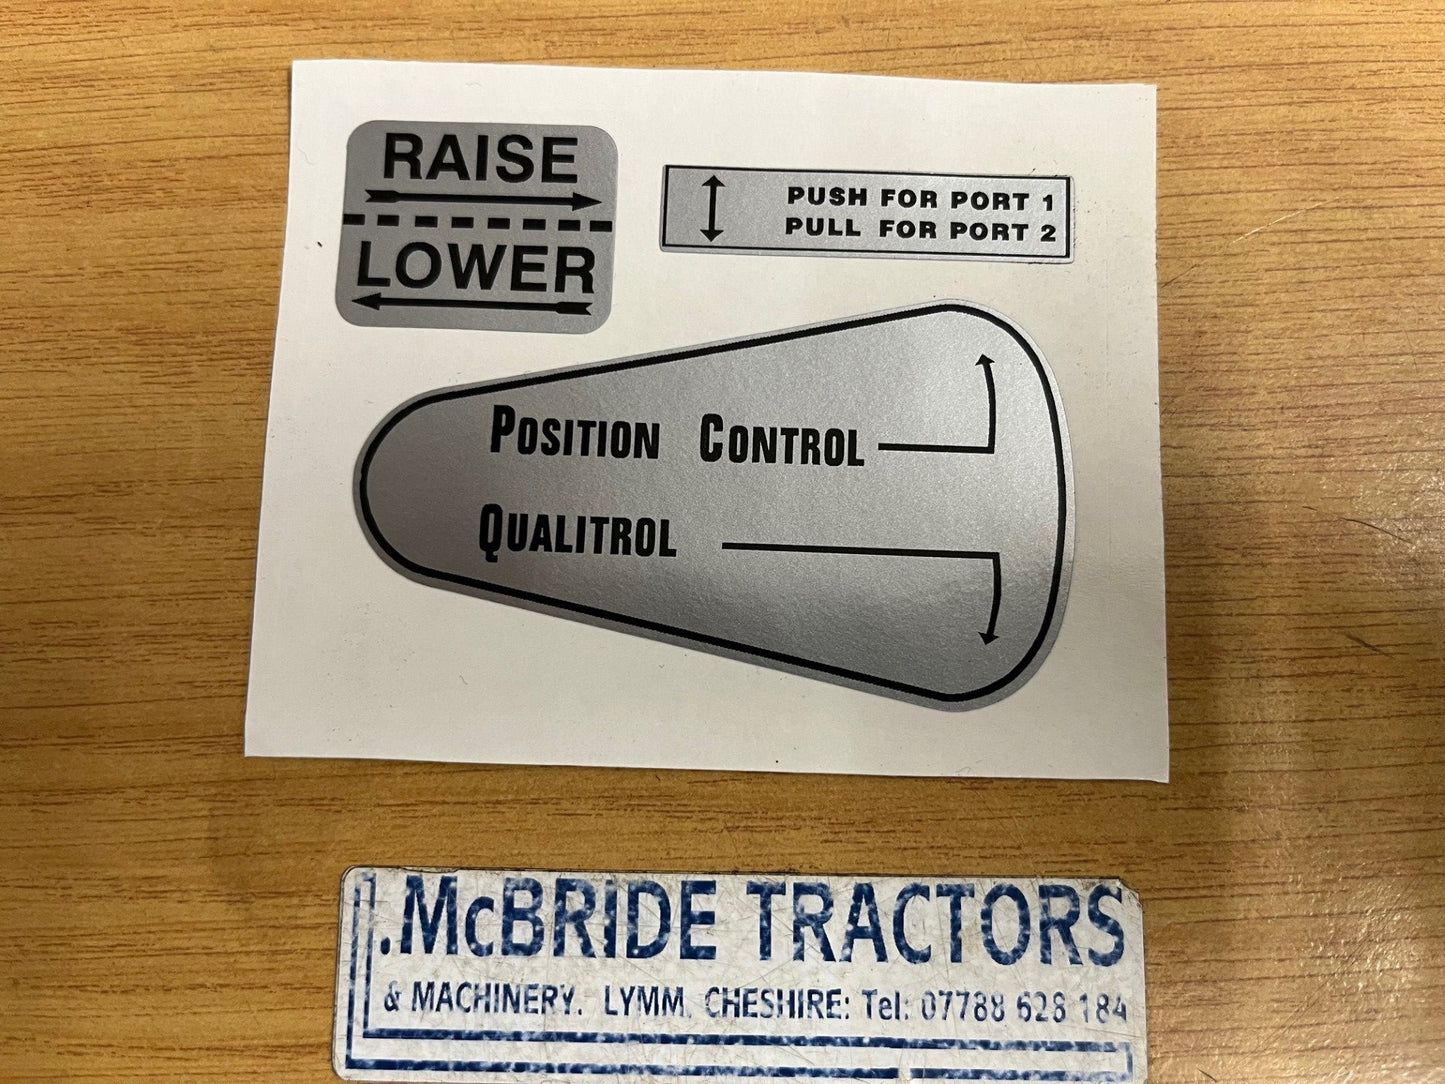 RAISE
LOWER
PUSH FOR PORT 1
PULL FOR PORT 2
POSITION CONTROL
QUALITROL
.McBRIDE TRACTORS
& MACHINERY. LYMM, CHESHIRE: Tel: 07788 628 184